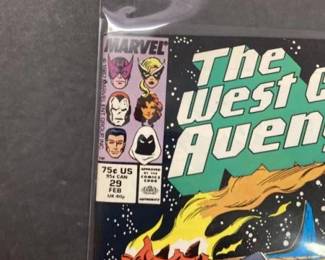 MARVEL
The
West C
Aveng
75¢ US
95¢ CAN
29
FEB
UK 40p
APPROVED
BY THE
COMICS
CODE
AUTHORITY